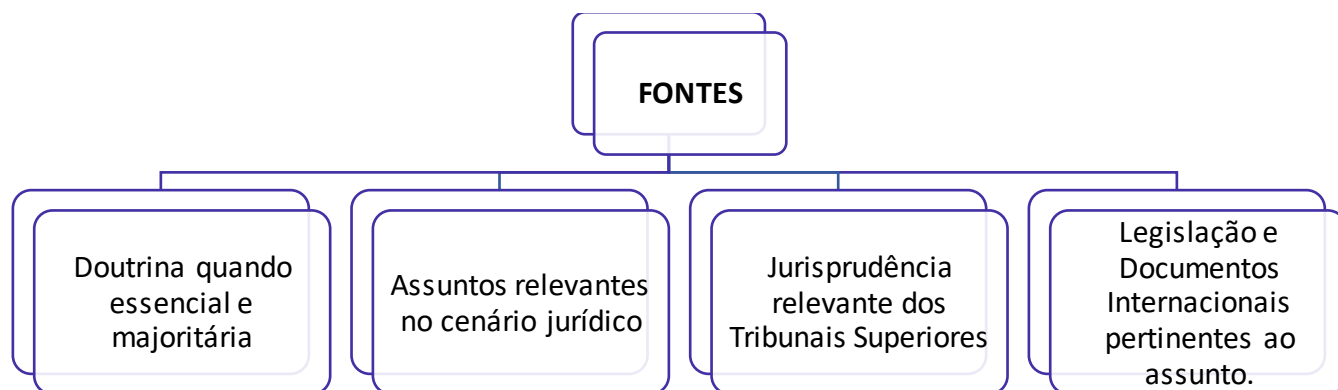 FONTES
Doutrina quando
essencial e
majoritária
Assuntos relevantes
no cenário jurídico
Jurisprudência
relevante dos
Tribunais Superiores
Legislação e
Documentos
Internacionais
pertinentes ao
assunto.